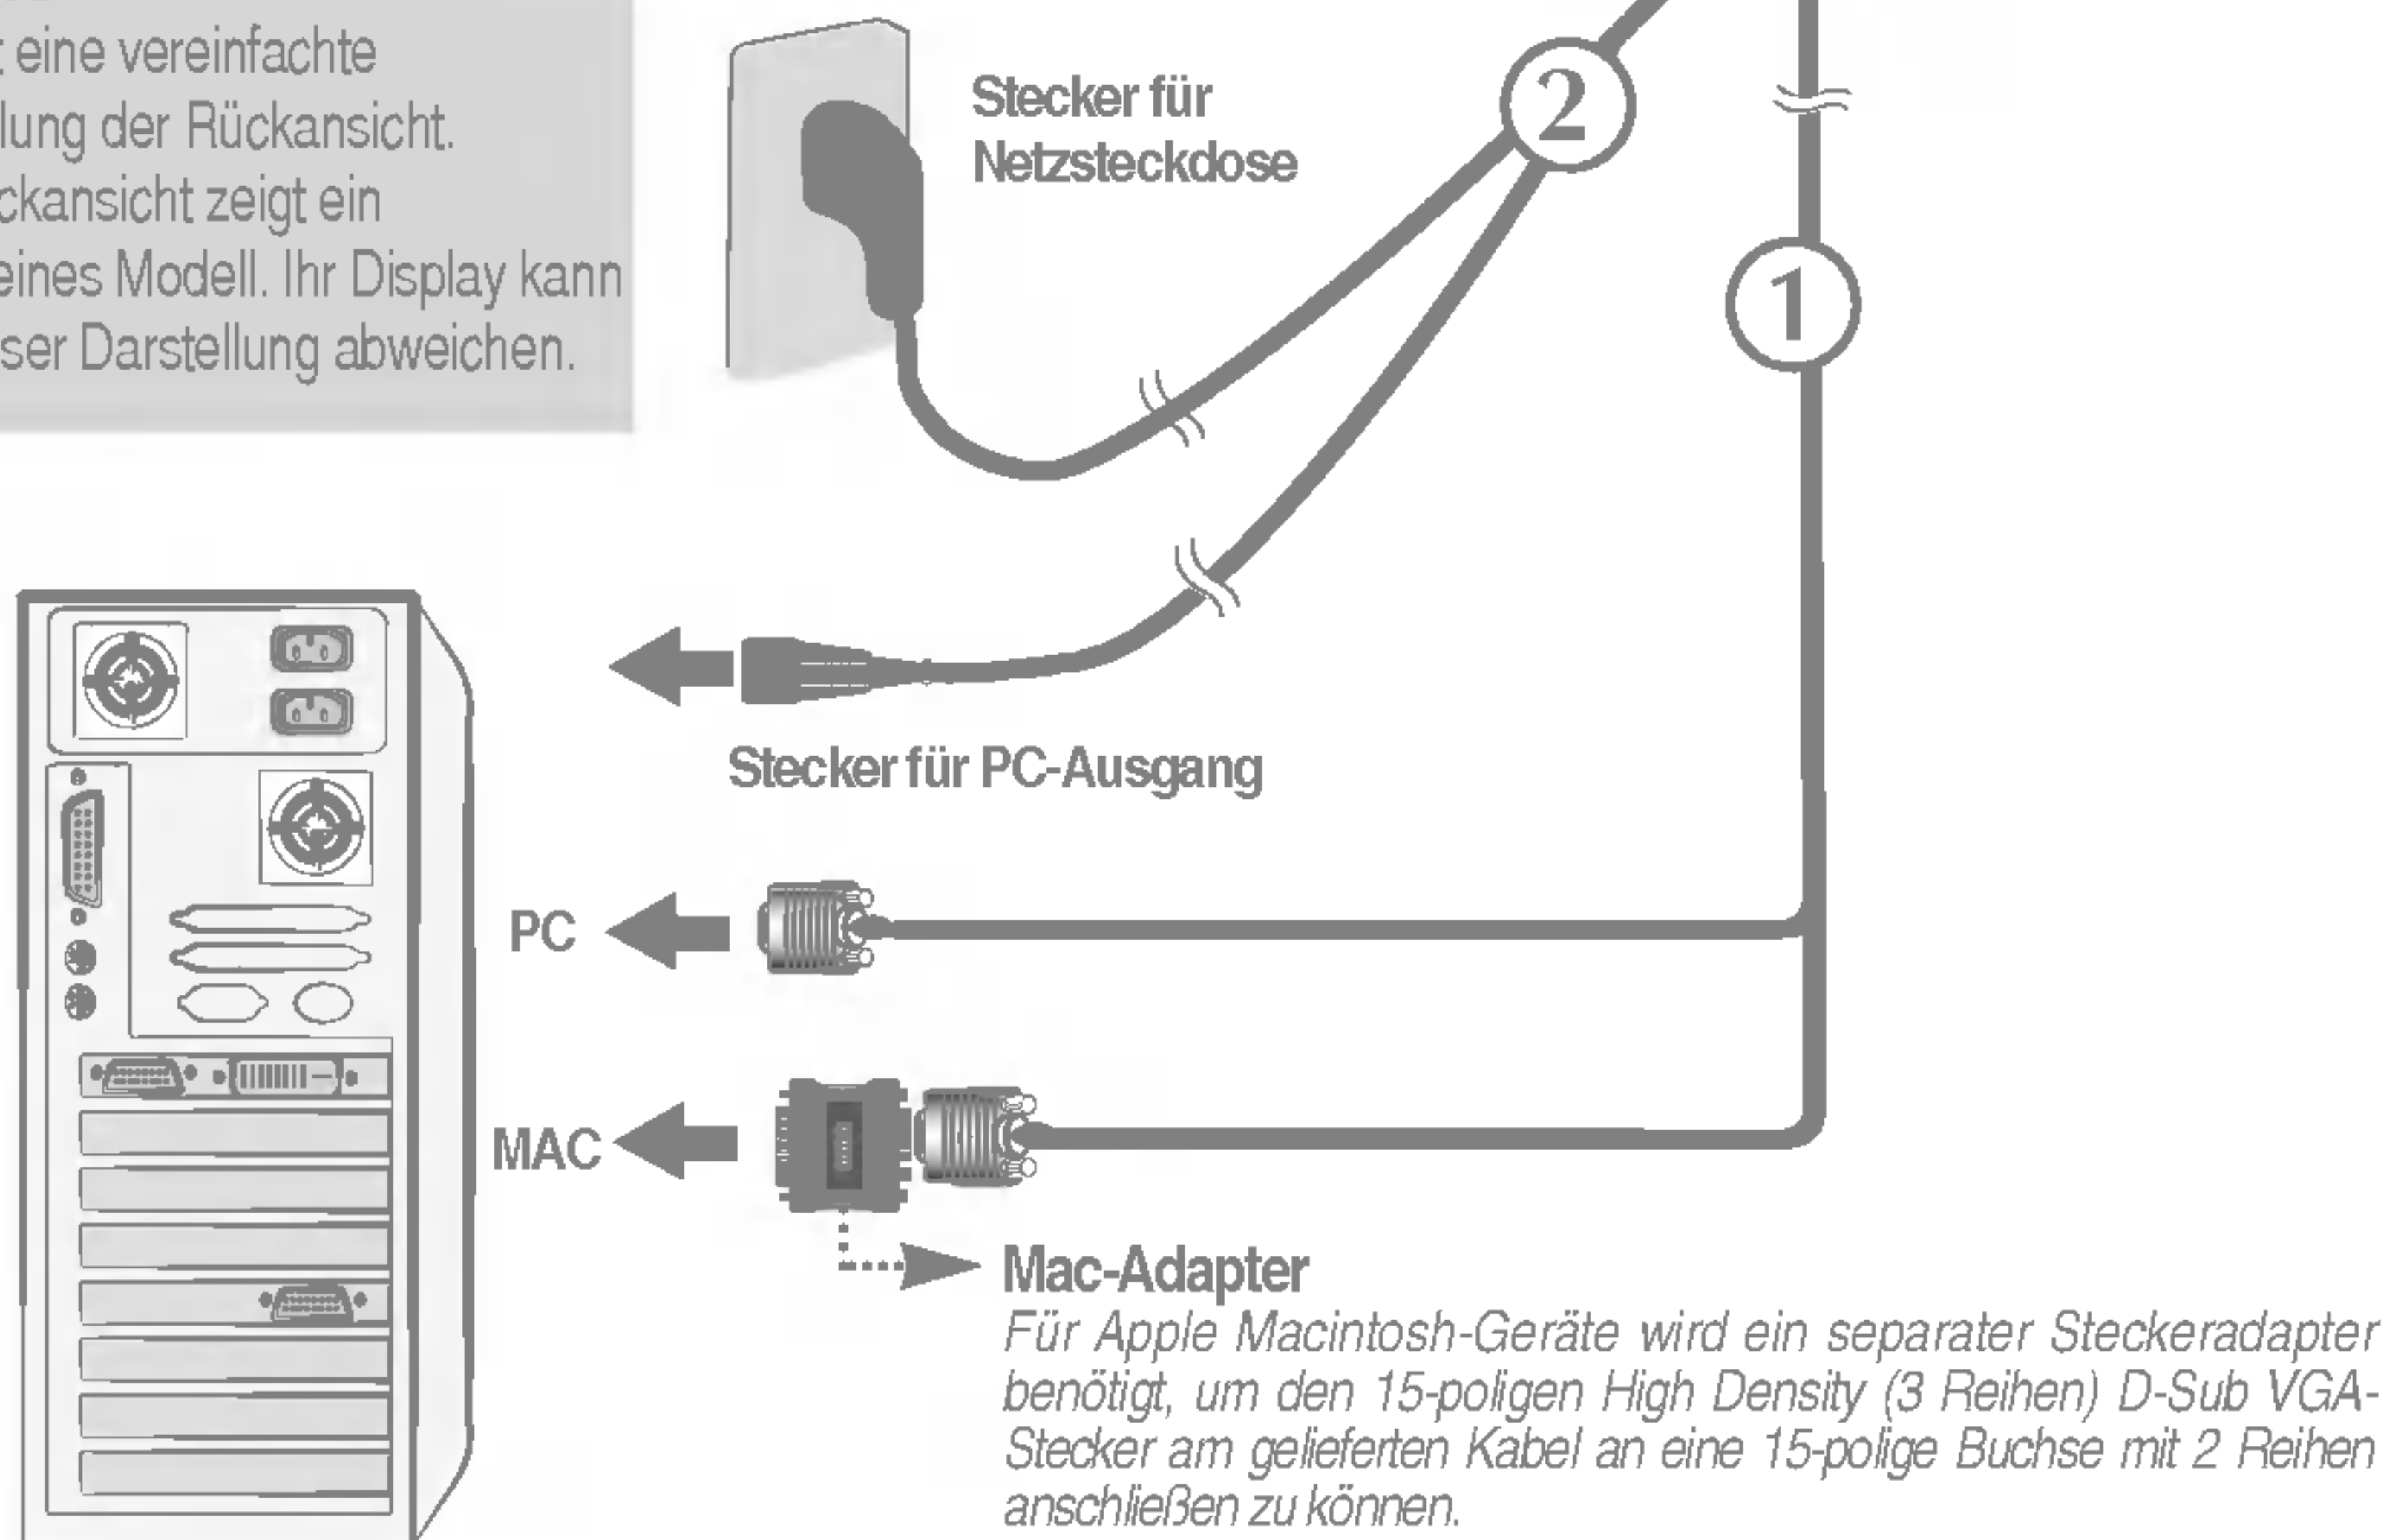 eine vereinfachte
lung der Rückansicht.
ckansicht zeigt ein
eines Modell. Ihr Display kann
ser Darstellung abweichen.
Stecker für
Netzsteckdose
2
1
Stecker für PC-Ausgang
PC
MAC
Mac-Adapter
Für Apple Macintosh-Geräte wird ein separater Steckeradapter
benötigt, um den 15-poligen High Density (3 Reihen) D-Sub VGA-
Stecker am gelieferten Kabel an eine 15-polige Buchse mit 2 Reihen
anschließen zu können.